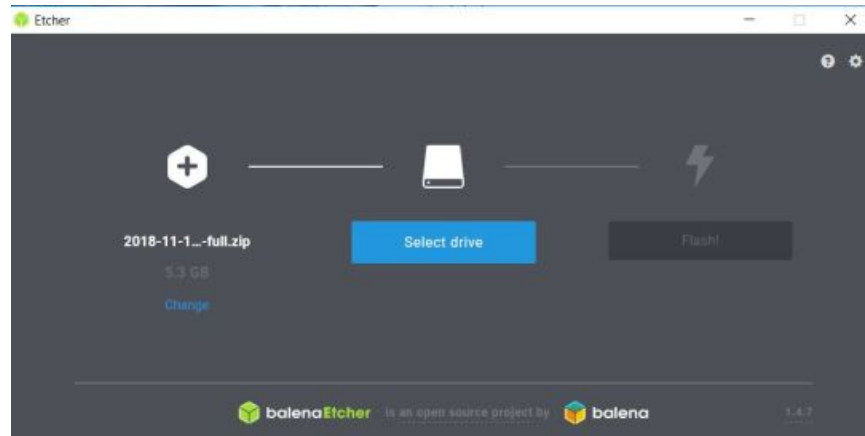 Etcher
2018-11-1...-full.zip
5.3 GB
Change
Select drive
Flash!
balenaEtcher is an open source project by balena
1.4.7